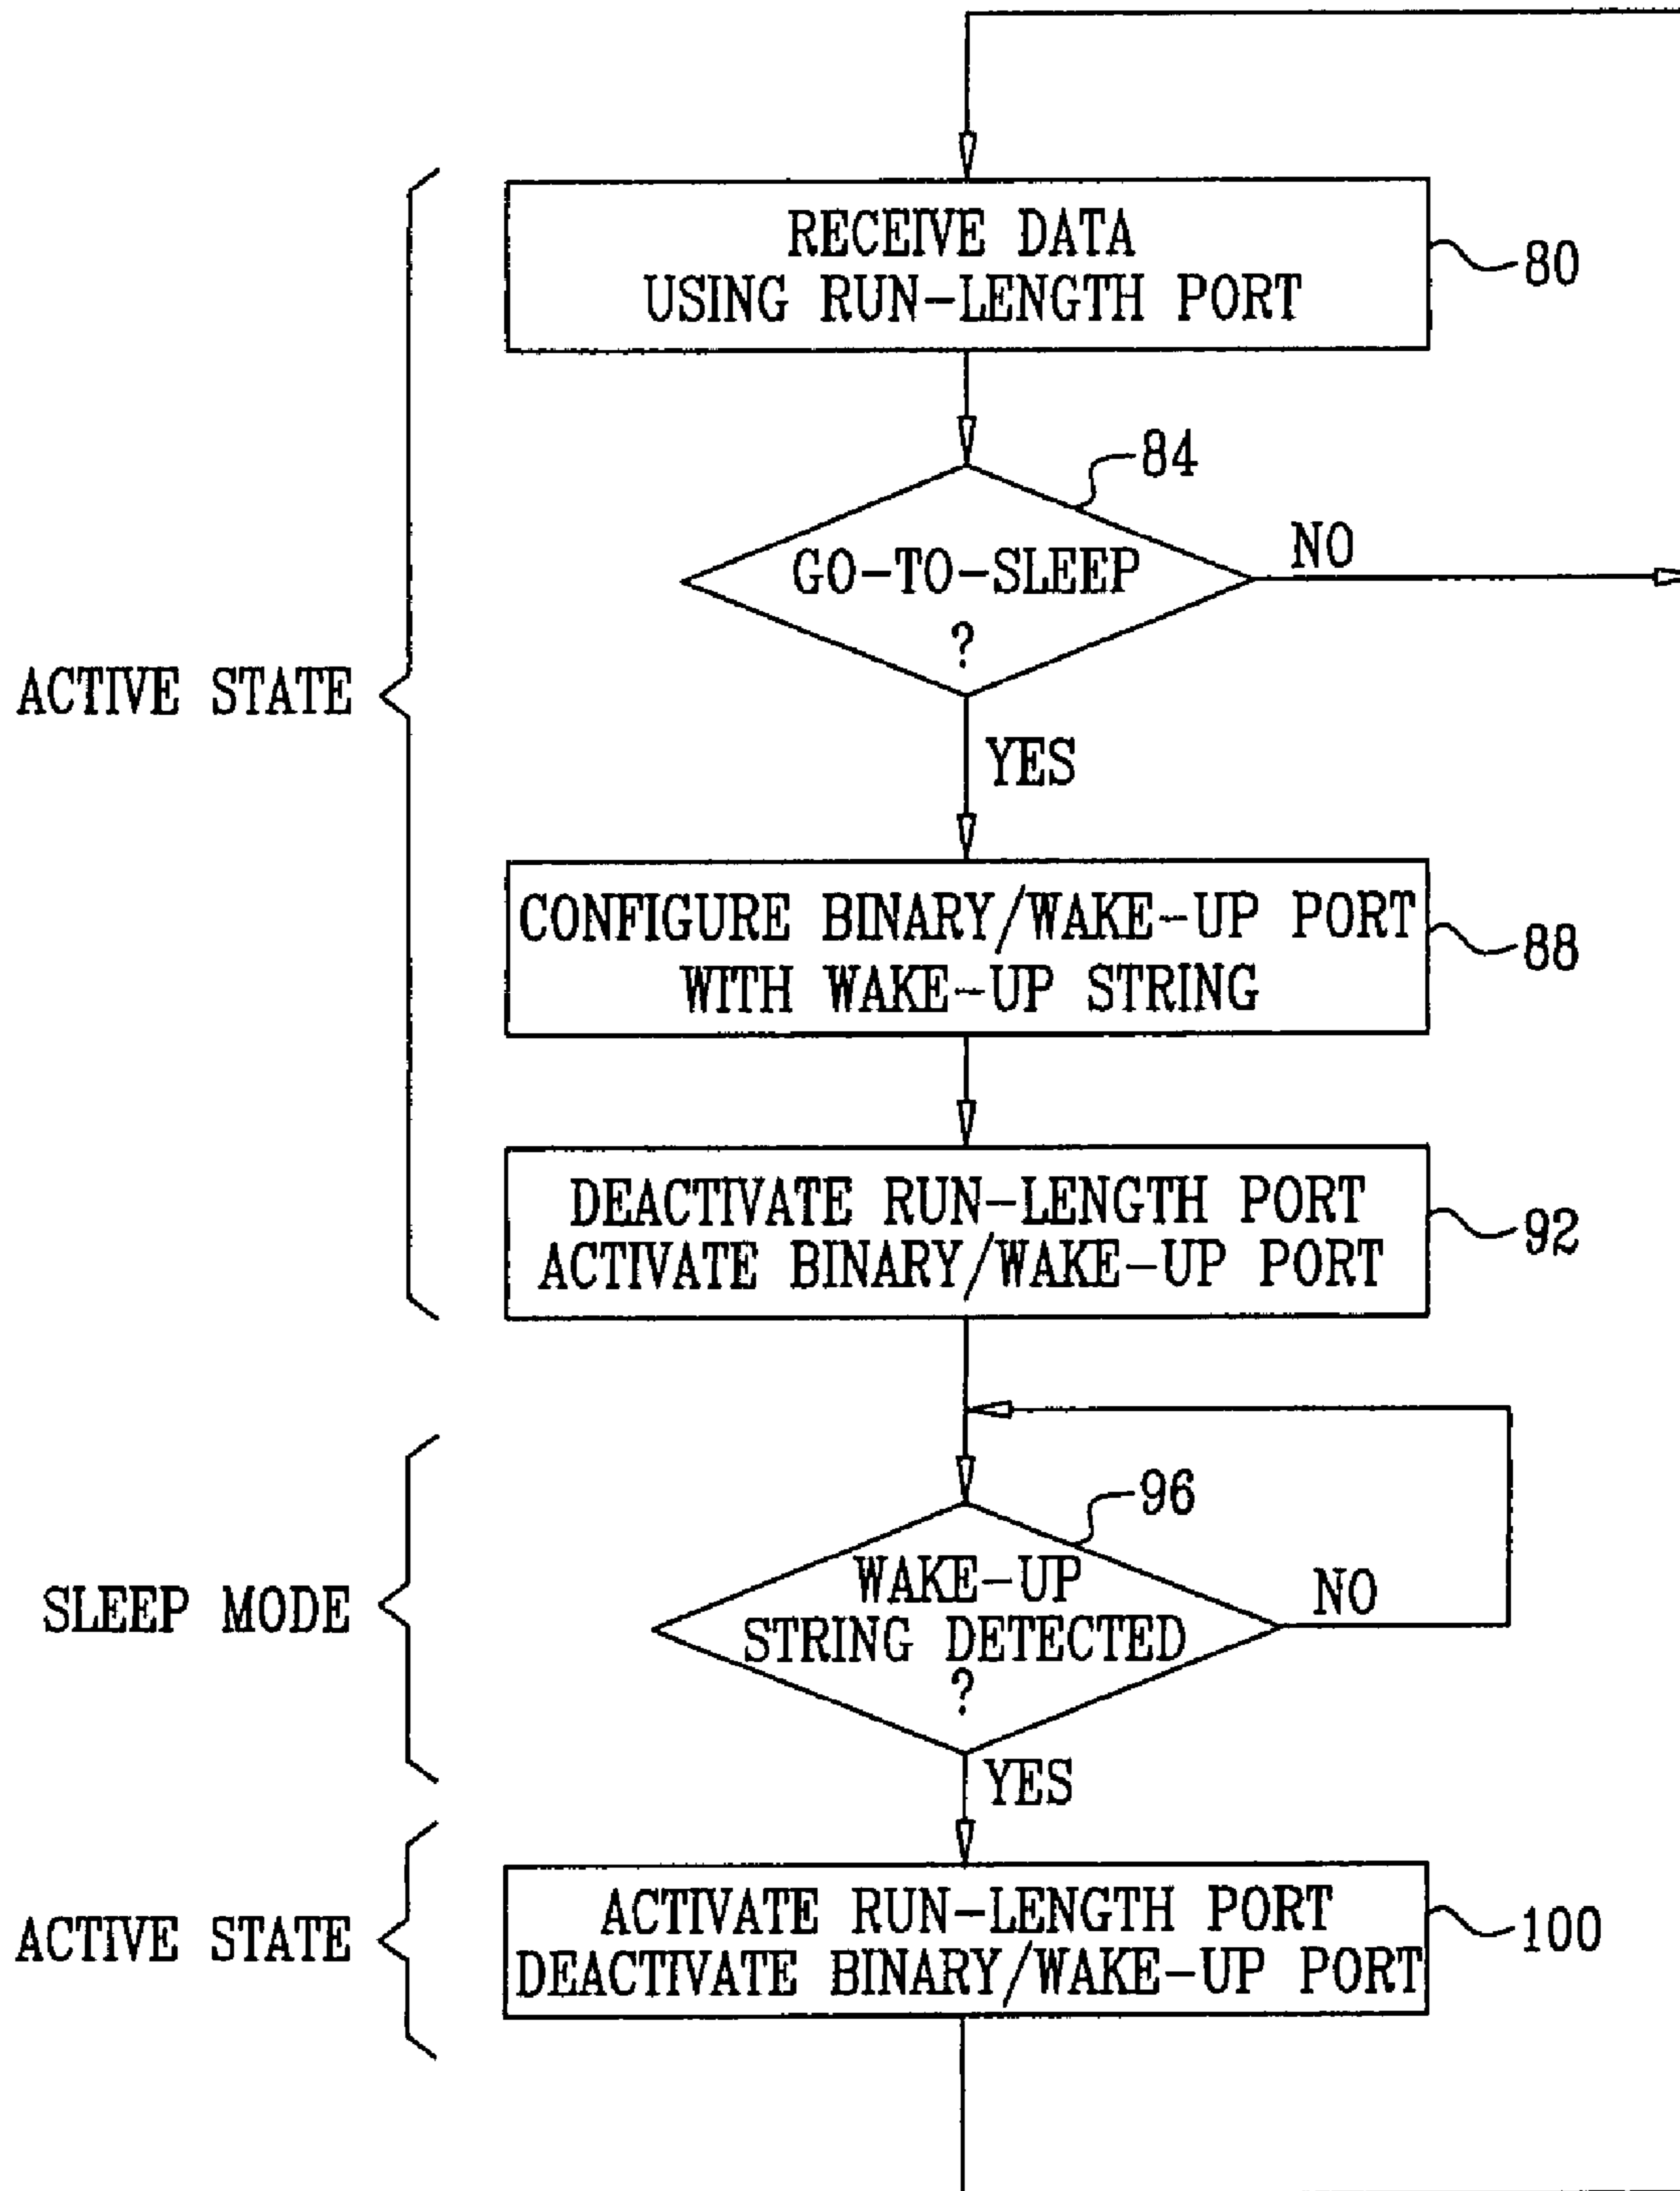 RECEIVE DATA
USING RUN-LENGTH PORT
80
84
GO-TO-SLEEP
?
NO
ACTIVE STATE
YES
CONFIGURE BINARY/WAKE-UP PORT
WITH WAKE-UP STRING
88
DEACTIVATE RUN-LENGTH PORT
ACTIVATE BINARY/WAKE-UP PORT
92
96
WAKE-UP
STRING DETECTED
?
NO
SLEEP MODE
YES
ACTIVATE RUN-LENGTH PORT
DEACTIVATE BINARY/WAKE-UP PORT
100
ACTIVE STATE